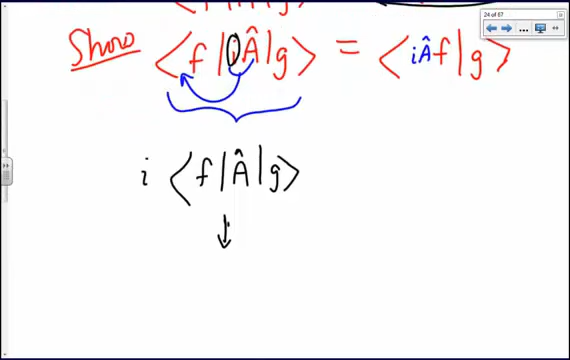 Show <f|iÂ|g> = <iÂf|g>
i <f|Â|g>
24 of 67